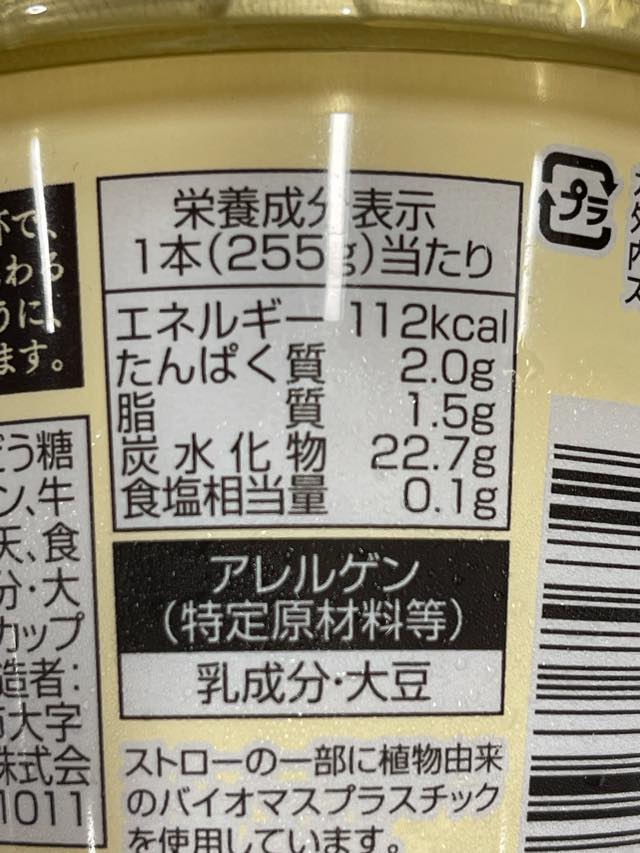 栄養成分表示
1本(255g)当たり
エネルギー 112kcal
たんぱく質 2.0g
脂質 1.5g
炭水化物 22.7g
食塩相当量 0.1g
アレルゲン
(特定原材料等)
乳成分・大豆
ストローの一部に植物由来
のバイオマスプラスチック
を使用しています。
プラ
杯で、
わる
うに、
ます。
う糖
ン、牛
天、食
分・大
カップ
造者:
大字
株式会
1011